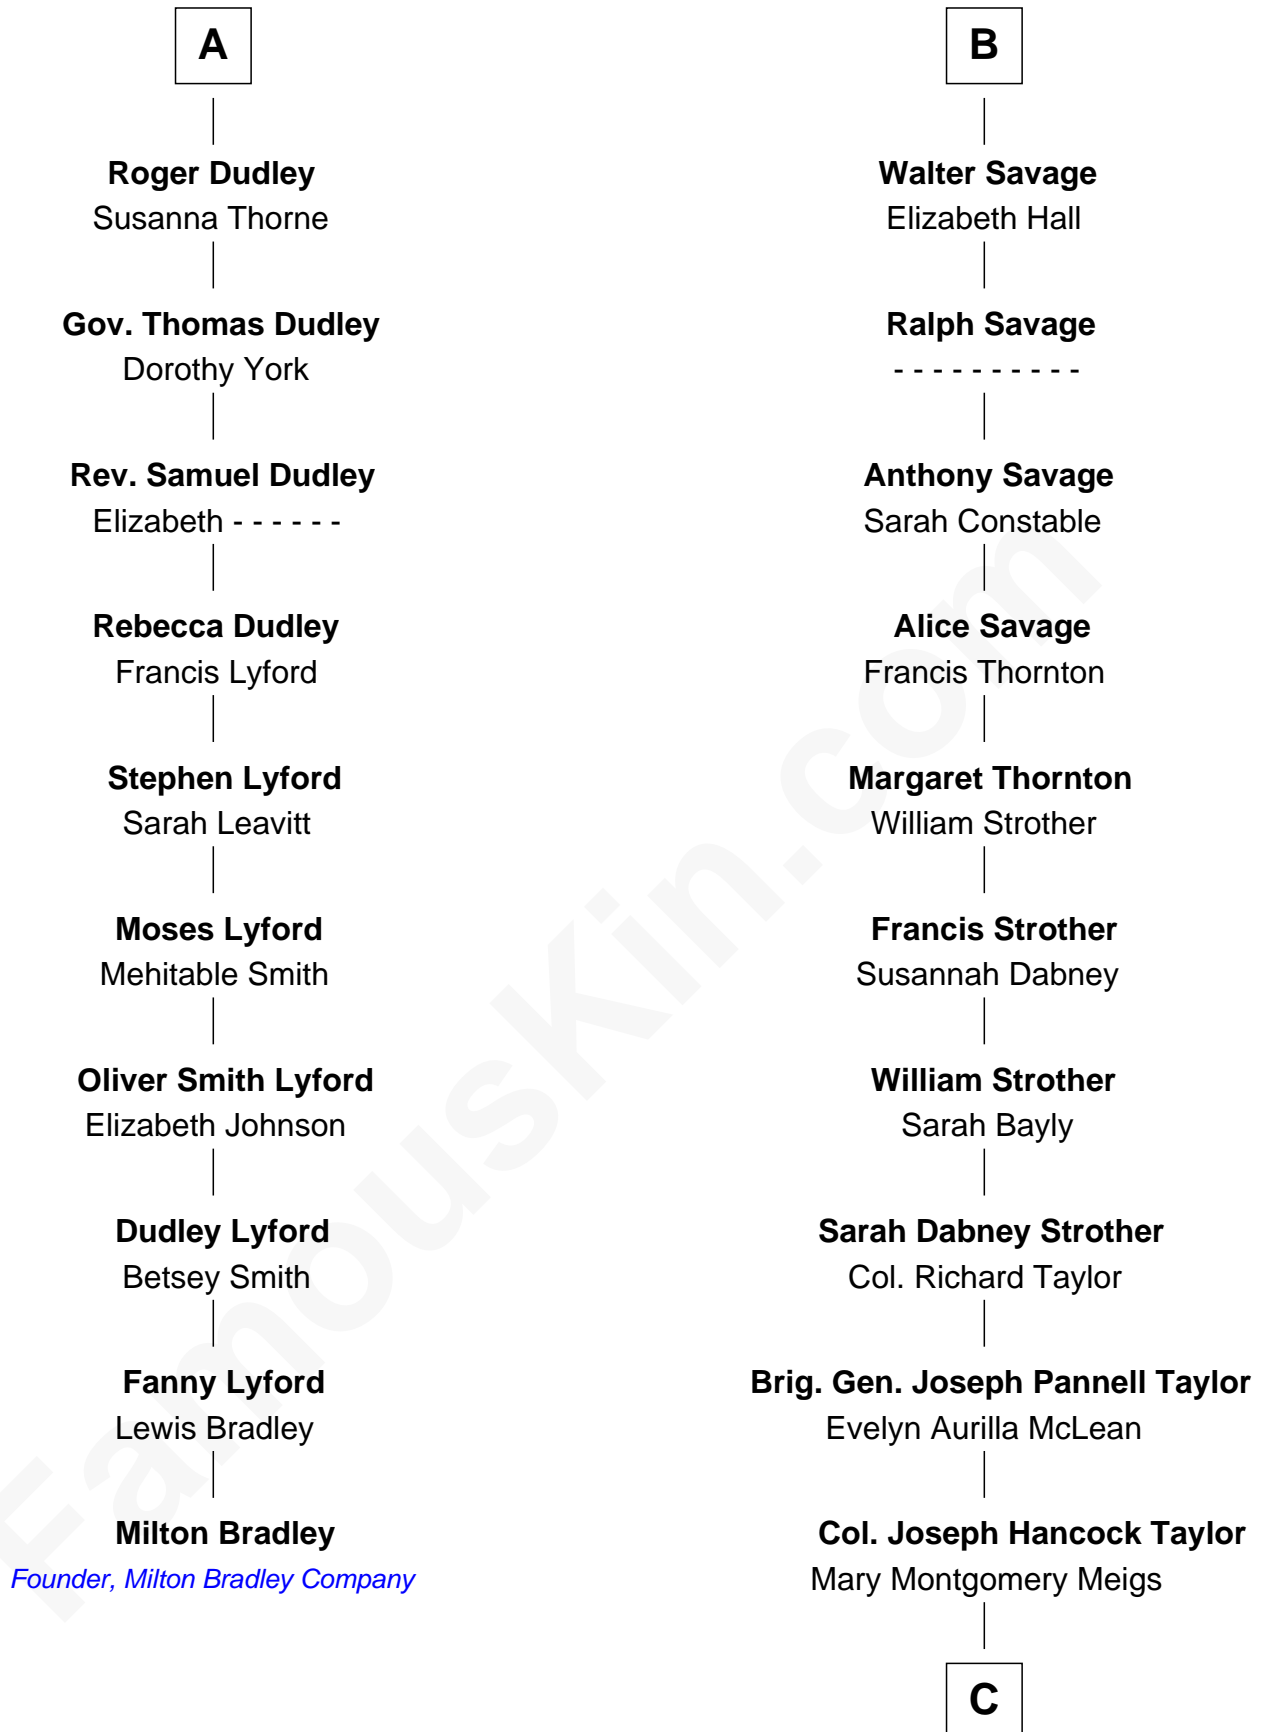 A
Roger Dudley
Susanna Thorne
Gov. Thomas Dudley
Dorothy York
Rev. Samuel Dudley
Elizabeth - - - - - -
Rebecca Dudley
Francis Lyford
Stephen Lyford
Sarah Leavitt
Moses Lyford
Mehitable Smith
Oliver Smith Lyford
Elizabeth Johnson
Dudley Lyford
Betsey Smith
Fanny Lyford
Lewis Bradley
Milton Bradley
Founder, Milton Bradley Company
B
Walter Savage
Elizabeth Hall
Ralph Savage
- - - - - - - - - -
Anthony Savage
Sarah Constable
Alice Savage
Francis Thornton
Margaret Thornton
William Strother
Francis Strother
Susannah Dabney
William Strother
Sarah Bayly
Sarah Dabney Strother
Col. Richard Taylor
Brig. Gen. Joseph Pannell Taylor
Evelyn Aurilla McLean
Col. Joseph Hancock Taylor
Mary Montgomery Meigs
C
FamousKin.com